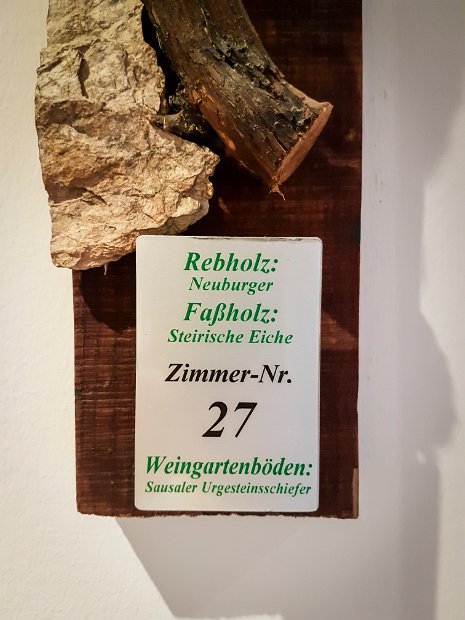 Rebholz:
Neuburger
Faßholz:
Steirische Eiche
Zimmer-Nr.
27
Weingartenböden:
Sausaler Urgesteinsschiefer